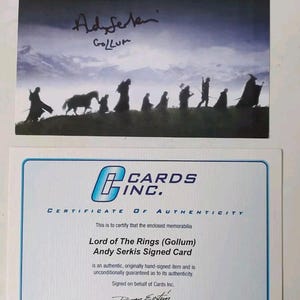 Andy Serkis
Gollum
CARDS
INC.
CERTIFICATE OF AUTHENTICITY
This is to certify that the enclosed memorabilia
Lord of The Rings (Gollum)
Andy Serkis Signed Card
is an authentic, originally hand-signed item and is
unconditionally guaranteed as to its authenticity.
Signed on behalf of Cards Inc.